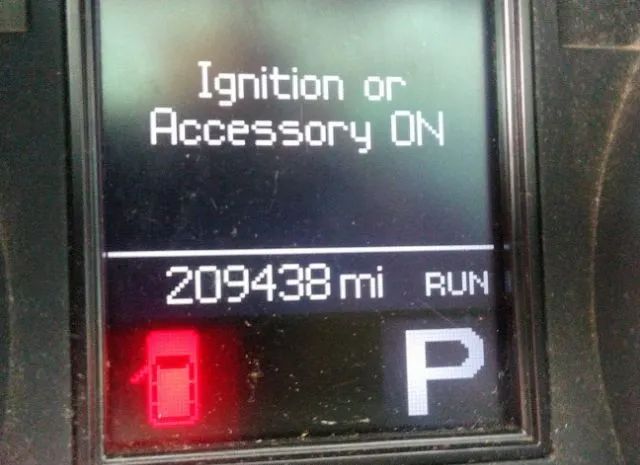 Ignition or
Accessory ON
209438 mi RUN
P